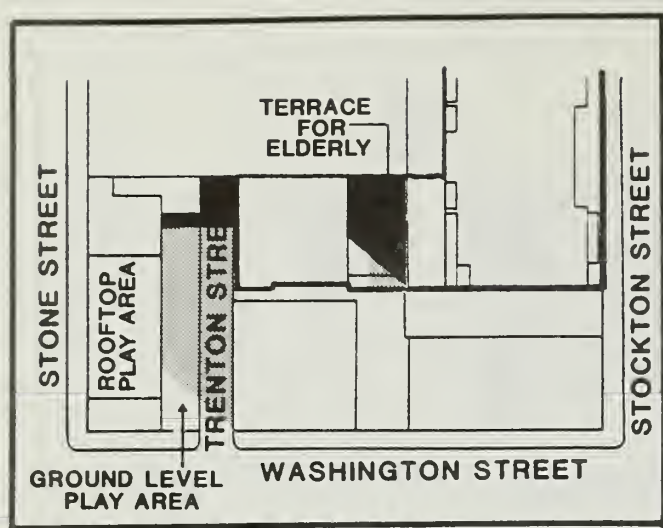 TERRACE
FOR
ELDERLY
STONE STREET
ROOFTOP
PLAY AREA
TRENTON STRE
STOCKTON STREET
GROUND LEVEL
PLAY AREA
WASHINGTON STREET